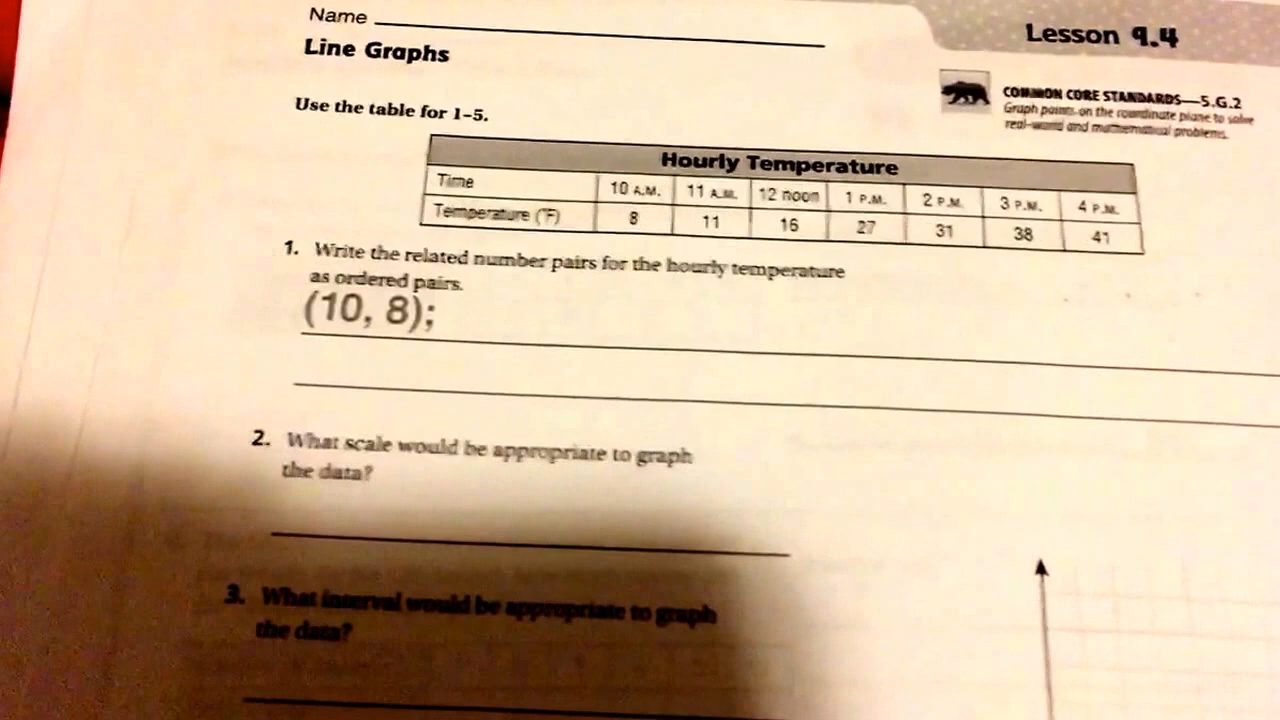 Name
Lesson 9.4
Line Graphs
COMMON CORE STANDARDS—5.G.2
Graph points on the coordinate plane to solve
real-world and mathematical problems.
Use the table for 1–5.
Hourly Temperature
Time 10 A.M. 11 A.M. 12 noon 1 P.M. 2 P.M. 3 P.M. 4 P.M.
Temperature (°F) 8 11 16 27 31 38 41
1. Write the related number pairs for the hourly temperature
as ordered pairs.
(10, 8);
2. What scale would be appropriate to graph
the data?
3. What interval would be appropriate to graph
the data?